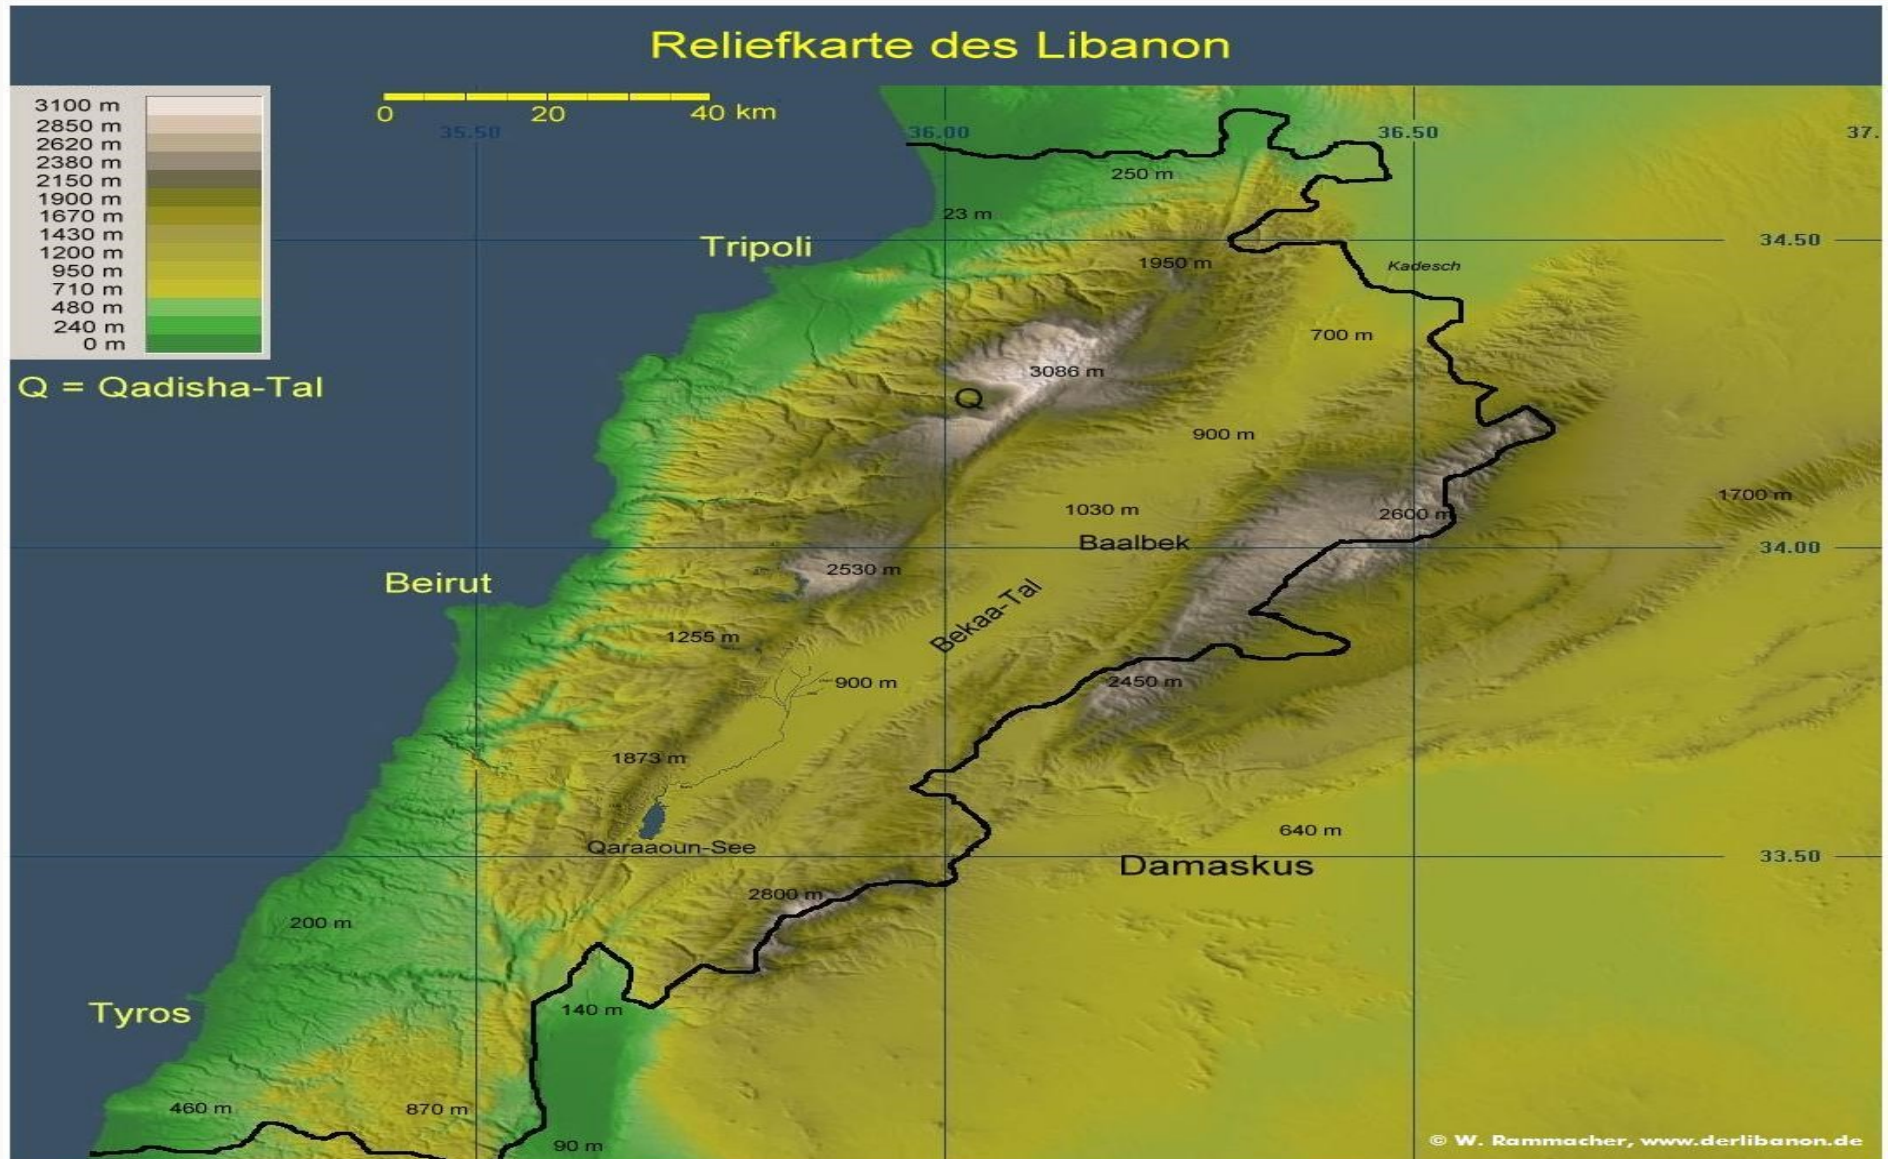 Reliefkarte des Libanon
3100 m
2850 m
2620 m
2380 m
2150 m
1900 m
1670 m
1430 m
1200 m
950 m
710 m
480 m
240 m
0 m
0 20 40 km
35.50 36.00 36.50 37.
250 m
23 m
Tripoli
34.50
1950 m
Kadesch
700 m
3086 m
Q = Qadisha-Tal
Q
900 m
1700 m
1030 m
2600 m
Baalbek
34.00
2530 m
Beirut
Bekaa-Tal
1255 m
900 m
2450 m
1873 m
640 m
Qaraaoun-See
33.50
Damaskus
2800 m
200 m
140 m
Tyros
460 m
870 m
90 m
© W. Rammacher, www.derlibanon.de